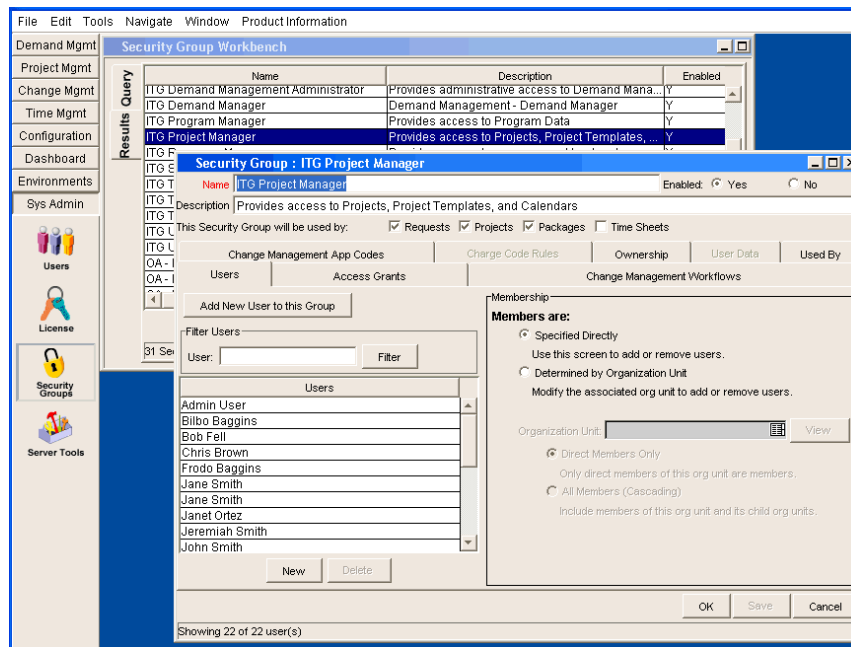 File Edit Tools Navigate Window Product Information
Demand Mgmt
Project Mgmt
Change Mgmt
Time Mgmt
Configuration
Dashboard
Environments
Sys Admin
Users
License
Security
Groups
Server Tools
Security Group Workbench
Query
Results
Name Description Enabled
ITG Demand Management Administrator Provides administrative access to Demand Mana... Y
ITG Demand Manager Demand Management - Demand Manager Y
ITG Program Manager Provides access to Program Data Y
ITG Project Manager Provides access to Projects, Project Templates, ... Y
ITG
ITG
ITG T
ITG T
ITG T
ITG
ITG
OA -
OA -
31 Se
Security Group : ITG Project Manager
Name ITG Project Manager Enabled: Yes No
Description Provides access to Projects, Project Templates, and Calendars
This Security Group will be used by: Requests Projects Packages Time Sheets
Change Management App Codes Charge Code Rules Ownership User Data Used By
Users Access Grants Change Management Workflows
Add New User to this Group
Filter Users
User: Filter
Users
Admin User
Bilbo Baggins
Bob Fell
Chris Brown
Frodo Baggins
Jane Smith
Jane Smith
Janet Ortez
Jeremiah Smith
John Smith
New Delete
Membership
Members are:
Specified Directly
Use this screen to add or remove users.
Determined by Organization Unit
Modify the associated org unit to add or remove users.
Organization Unit: View
Direct Members Only
Only direct members of this org unit are members.
All Members (Cascading)
Include members of this org unit and its child org units.
OK Save Cancel
Showing 22 of 22 user(s)